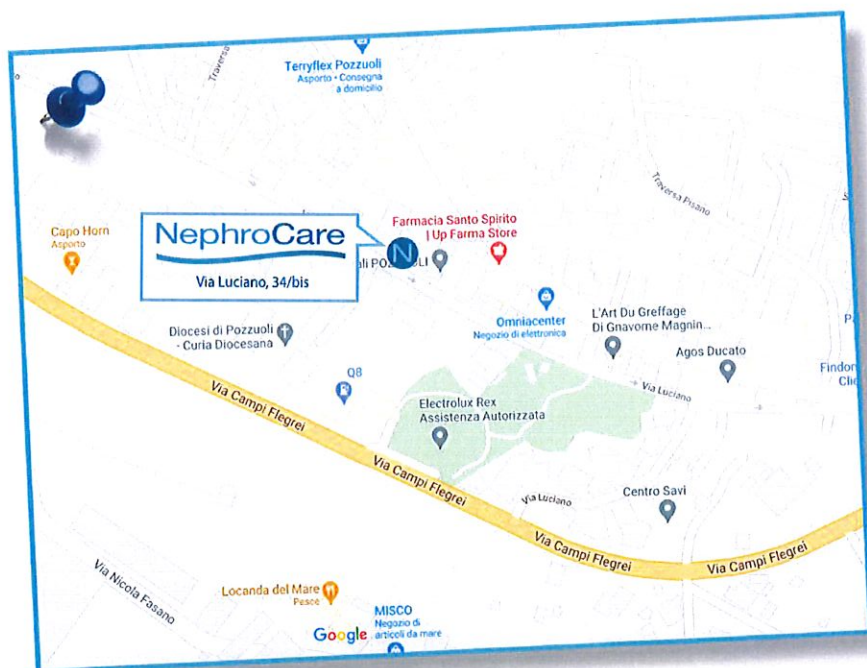 Terryflex Pozzuoli
Asporto • Consegna
a domicilio
Traversa
Traversa Pisano
Capo Horn
Asporto
NephroCare
Via Luciano, 34/bis
N
Farmacia Santo Spirito
| Up Farma Store
Omniacenter
Negozio di elettronica
L'Art Du Greffage
Di Gnavome Magnin...
Diocesi di Pozzuoli
- Curia Diocesana
Agos Ducato
Q8
Via Luciano
Via Campi Flegrei
Electrolux Rex
Assistenza Autorizzata
Via Campi Flegrei
Via Luciano
Centro Savi
Via Campi Flegrei
Via Campi Flegrei
Via Nicola Fasano
Locanda del Mare
Pesce
MISCO
Negozio di
articoli da mare
Google